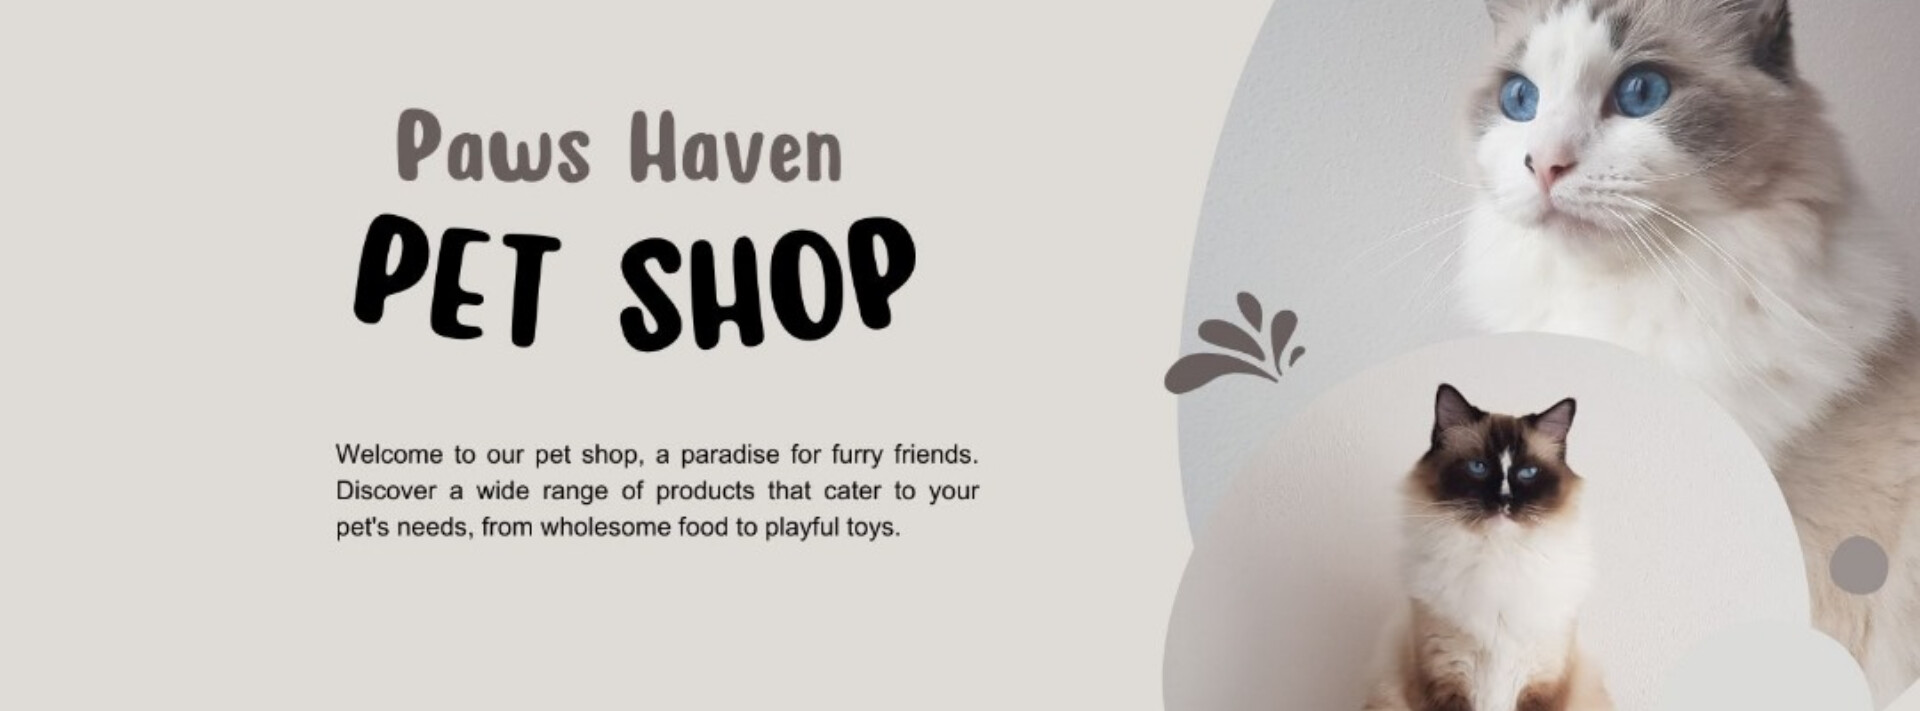 Paws Haven
PET SHOP
Welcome to our pet shop, a paradise for furry friends.
Discover a wide range of products that cater to your
pet's needs, from wholesome food to playful toys.